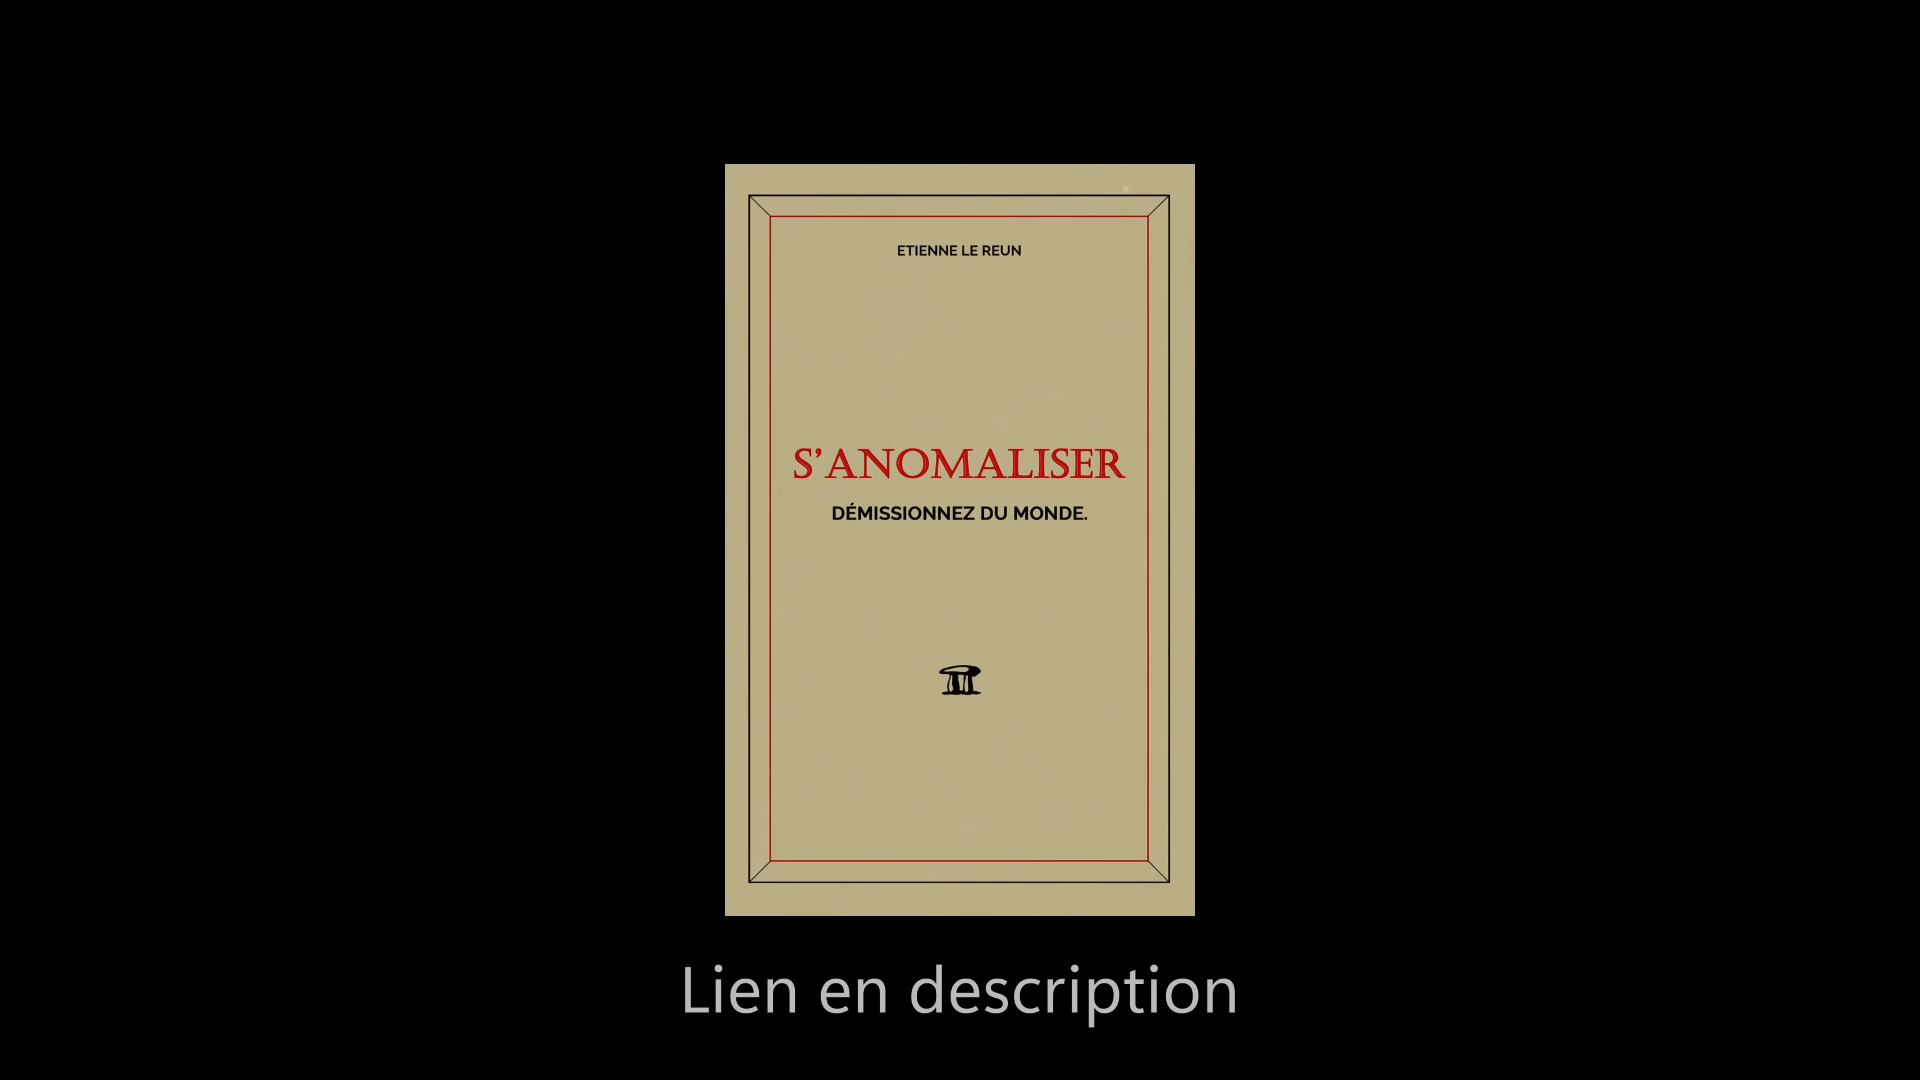 ETIENNE LE REUN
S’ANOMALISER
DÉMISSIONNEZ DU MONDE.
Lien en description